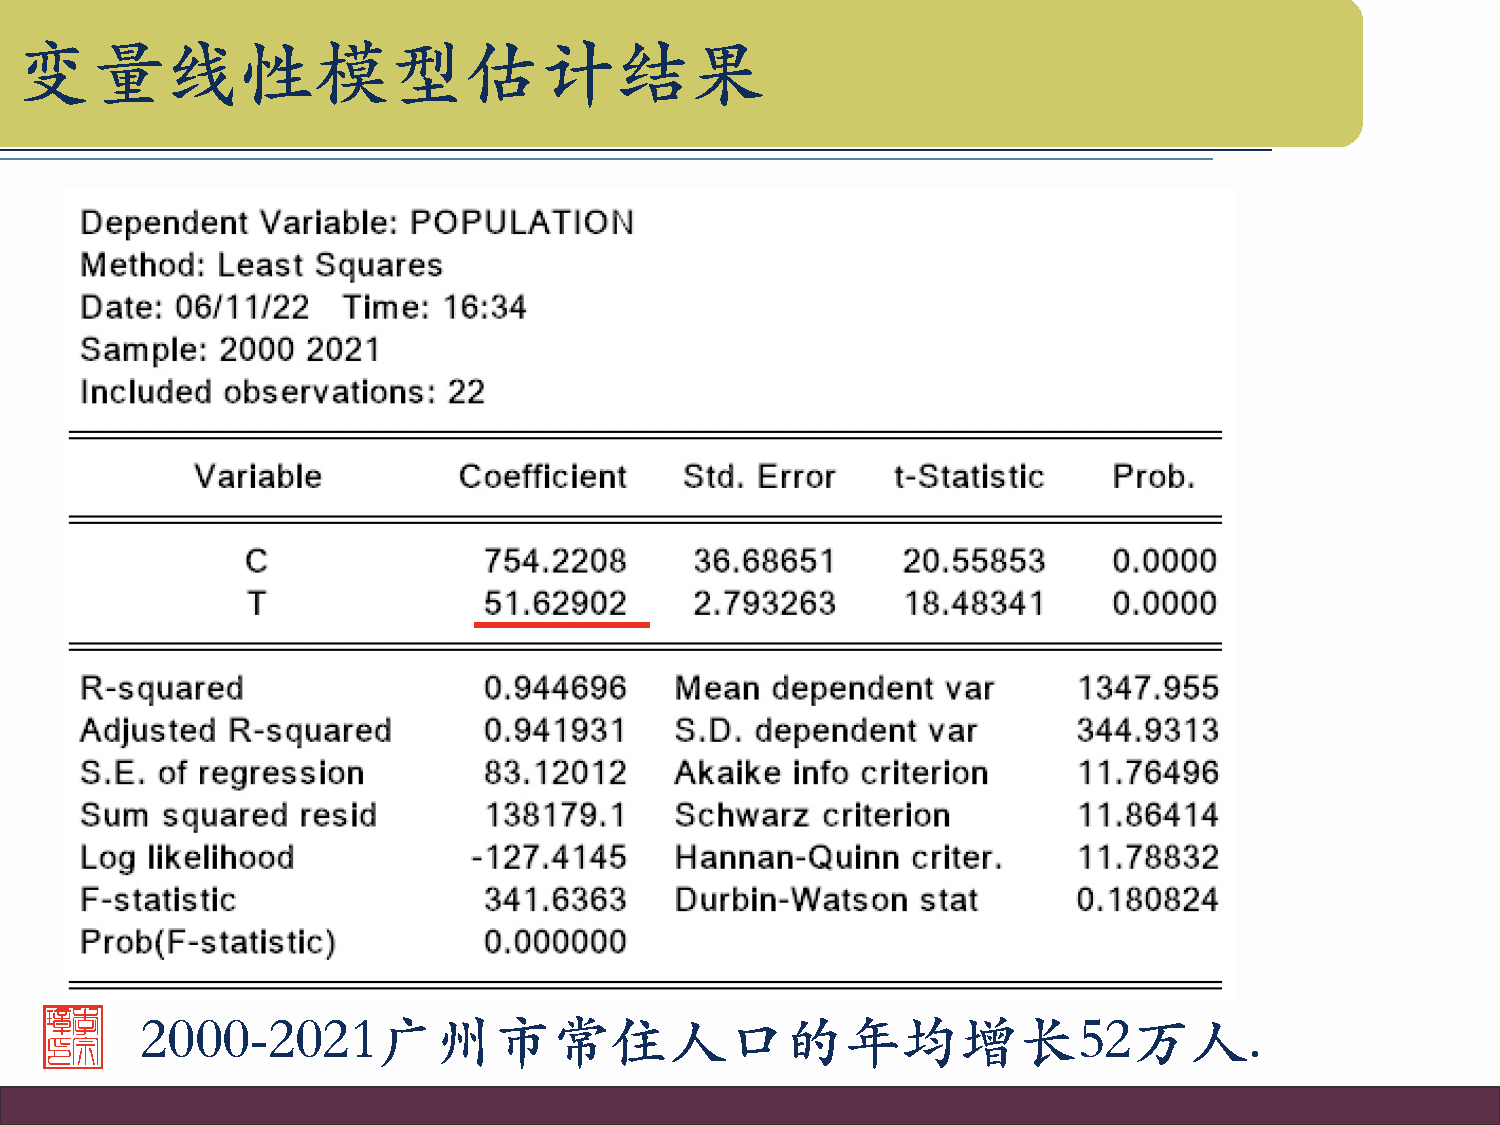 变量线性模型估计结果
Dependent Variable: POPULATION
Method: Least Squares
Date: 06/11/22 Time: 16:34
Sample: 2000 2021
Included observations: 22
Variable Coefficient Std. Error t-Statistic Prob.
C 754.2208 36.68651 20.55853 0.0000
T 51.62902 2.793263 18.48341 0.0000
R-squared 0.944696 Mean dependent var 1347.955
Adjusted R-squared 0.941931 S.D. dependent var 344.9313
S.E. of regression 83.12012 Akaike info criterion 11.76496
Sum squared resid 138179.1 Schwarz criterion 11.86414
Log likelihood -127.4145 Hannan-Quinn criter. 11.78832
F-statistic 341.6363 Durbin-Watson stat 0.180824
Prob(F-statistic) 0.000000
2000-2021广州市常住人口的年均增长52万人.